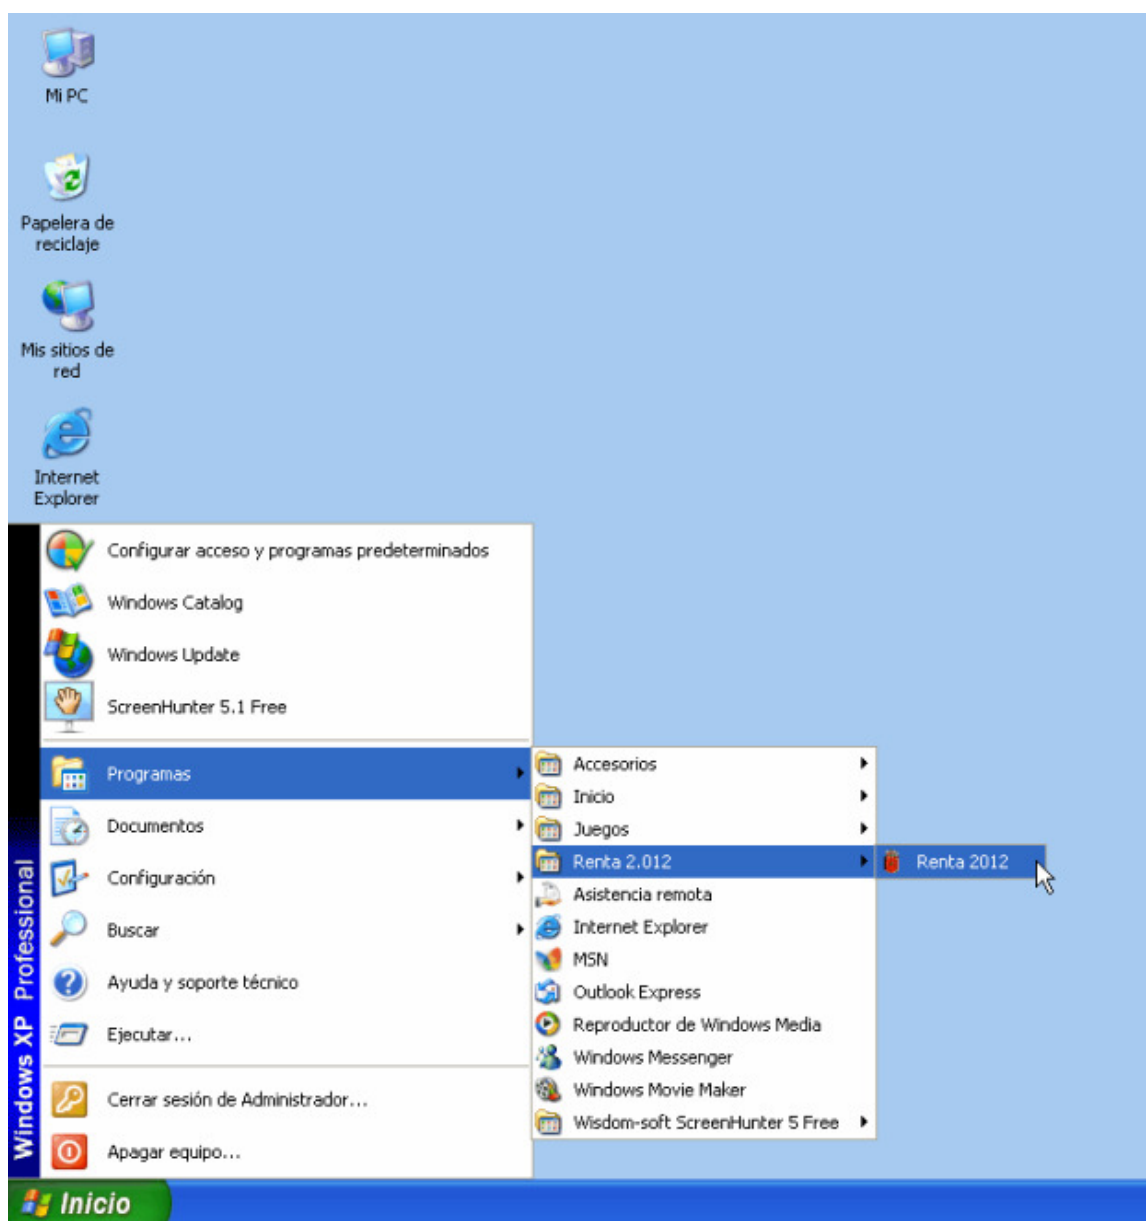 Mi PC
Papelera de
reciclaje
Mis sitios de
red
Internet
Explorer
Configurar acceso y programas predeterminados
Windows Catalog
Windows Update
ScreenHunter 5.1 Free
Programas
Documentos
Configuración
Buscar
Ayuda y soporte técnico
Ejecutar...
Cerrar sesión de Administrador...
Apagar equipo...
Windows XP Professional
Accesorios
Inicio
Juegos
Renta 2.012
Asistencia remota
Internet Explorer
MSN
Outlook Express
Reproductor de Windows Media
Windows Messenger
Windows Movie Maker
Wisdom-soft ScreenHunter 5 Free
Renta 2012
Inicio